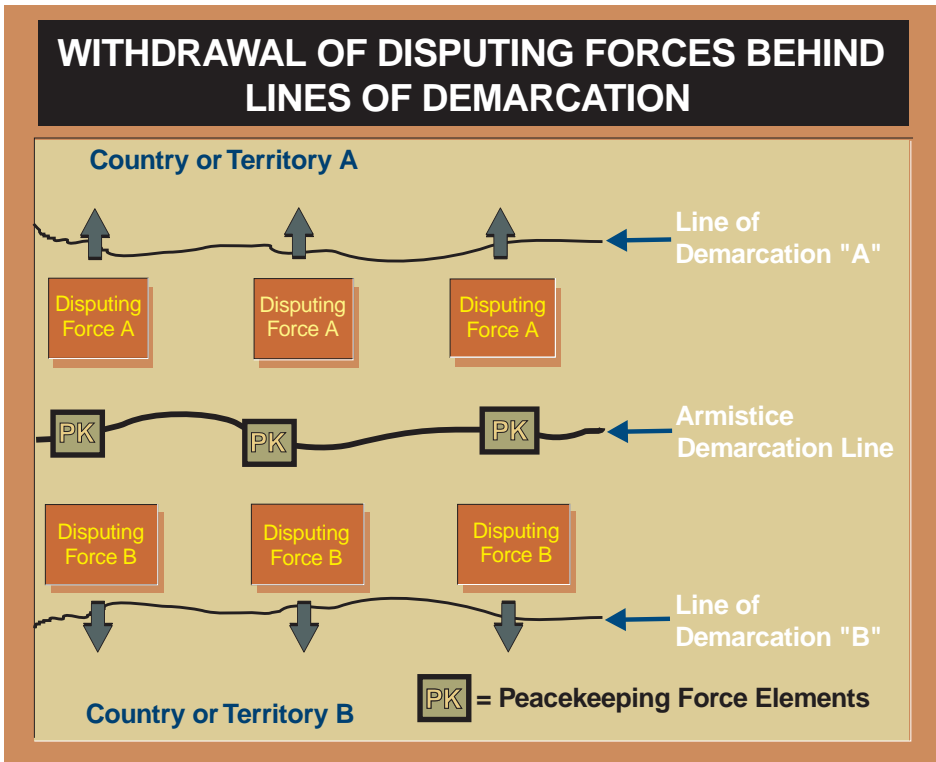 WITHDRAWAL OF DISPUTING FORCES BEHIND
LINES OF DEMARCATION
Country or Territory A
Line of
Demarcation "A"
Disputing
Force A
Disputing
Force A
Disputing
Force A
PK
PK
PK
Armistice
Demarcation Line
Disputing
Force B
Disputing
Force B
Disputing
Force B
Line of
Demarcation "B"
Country or Territory B
PK = Peacekeeping Force Elements